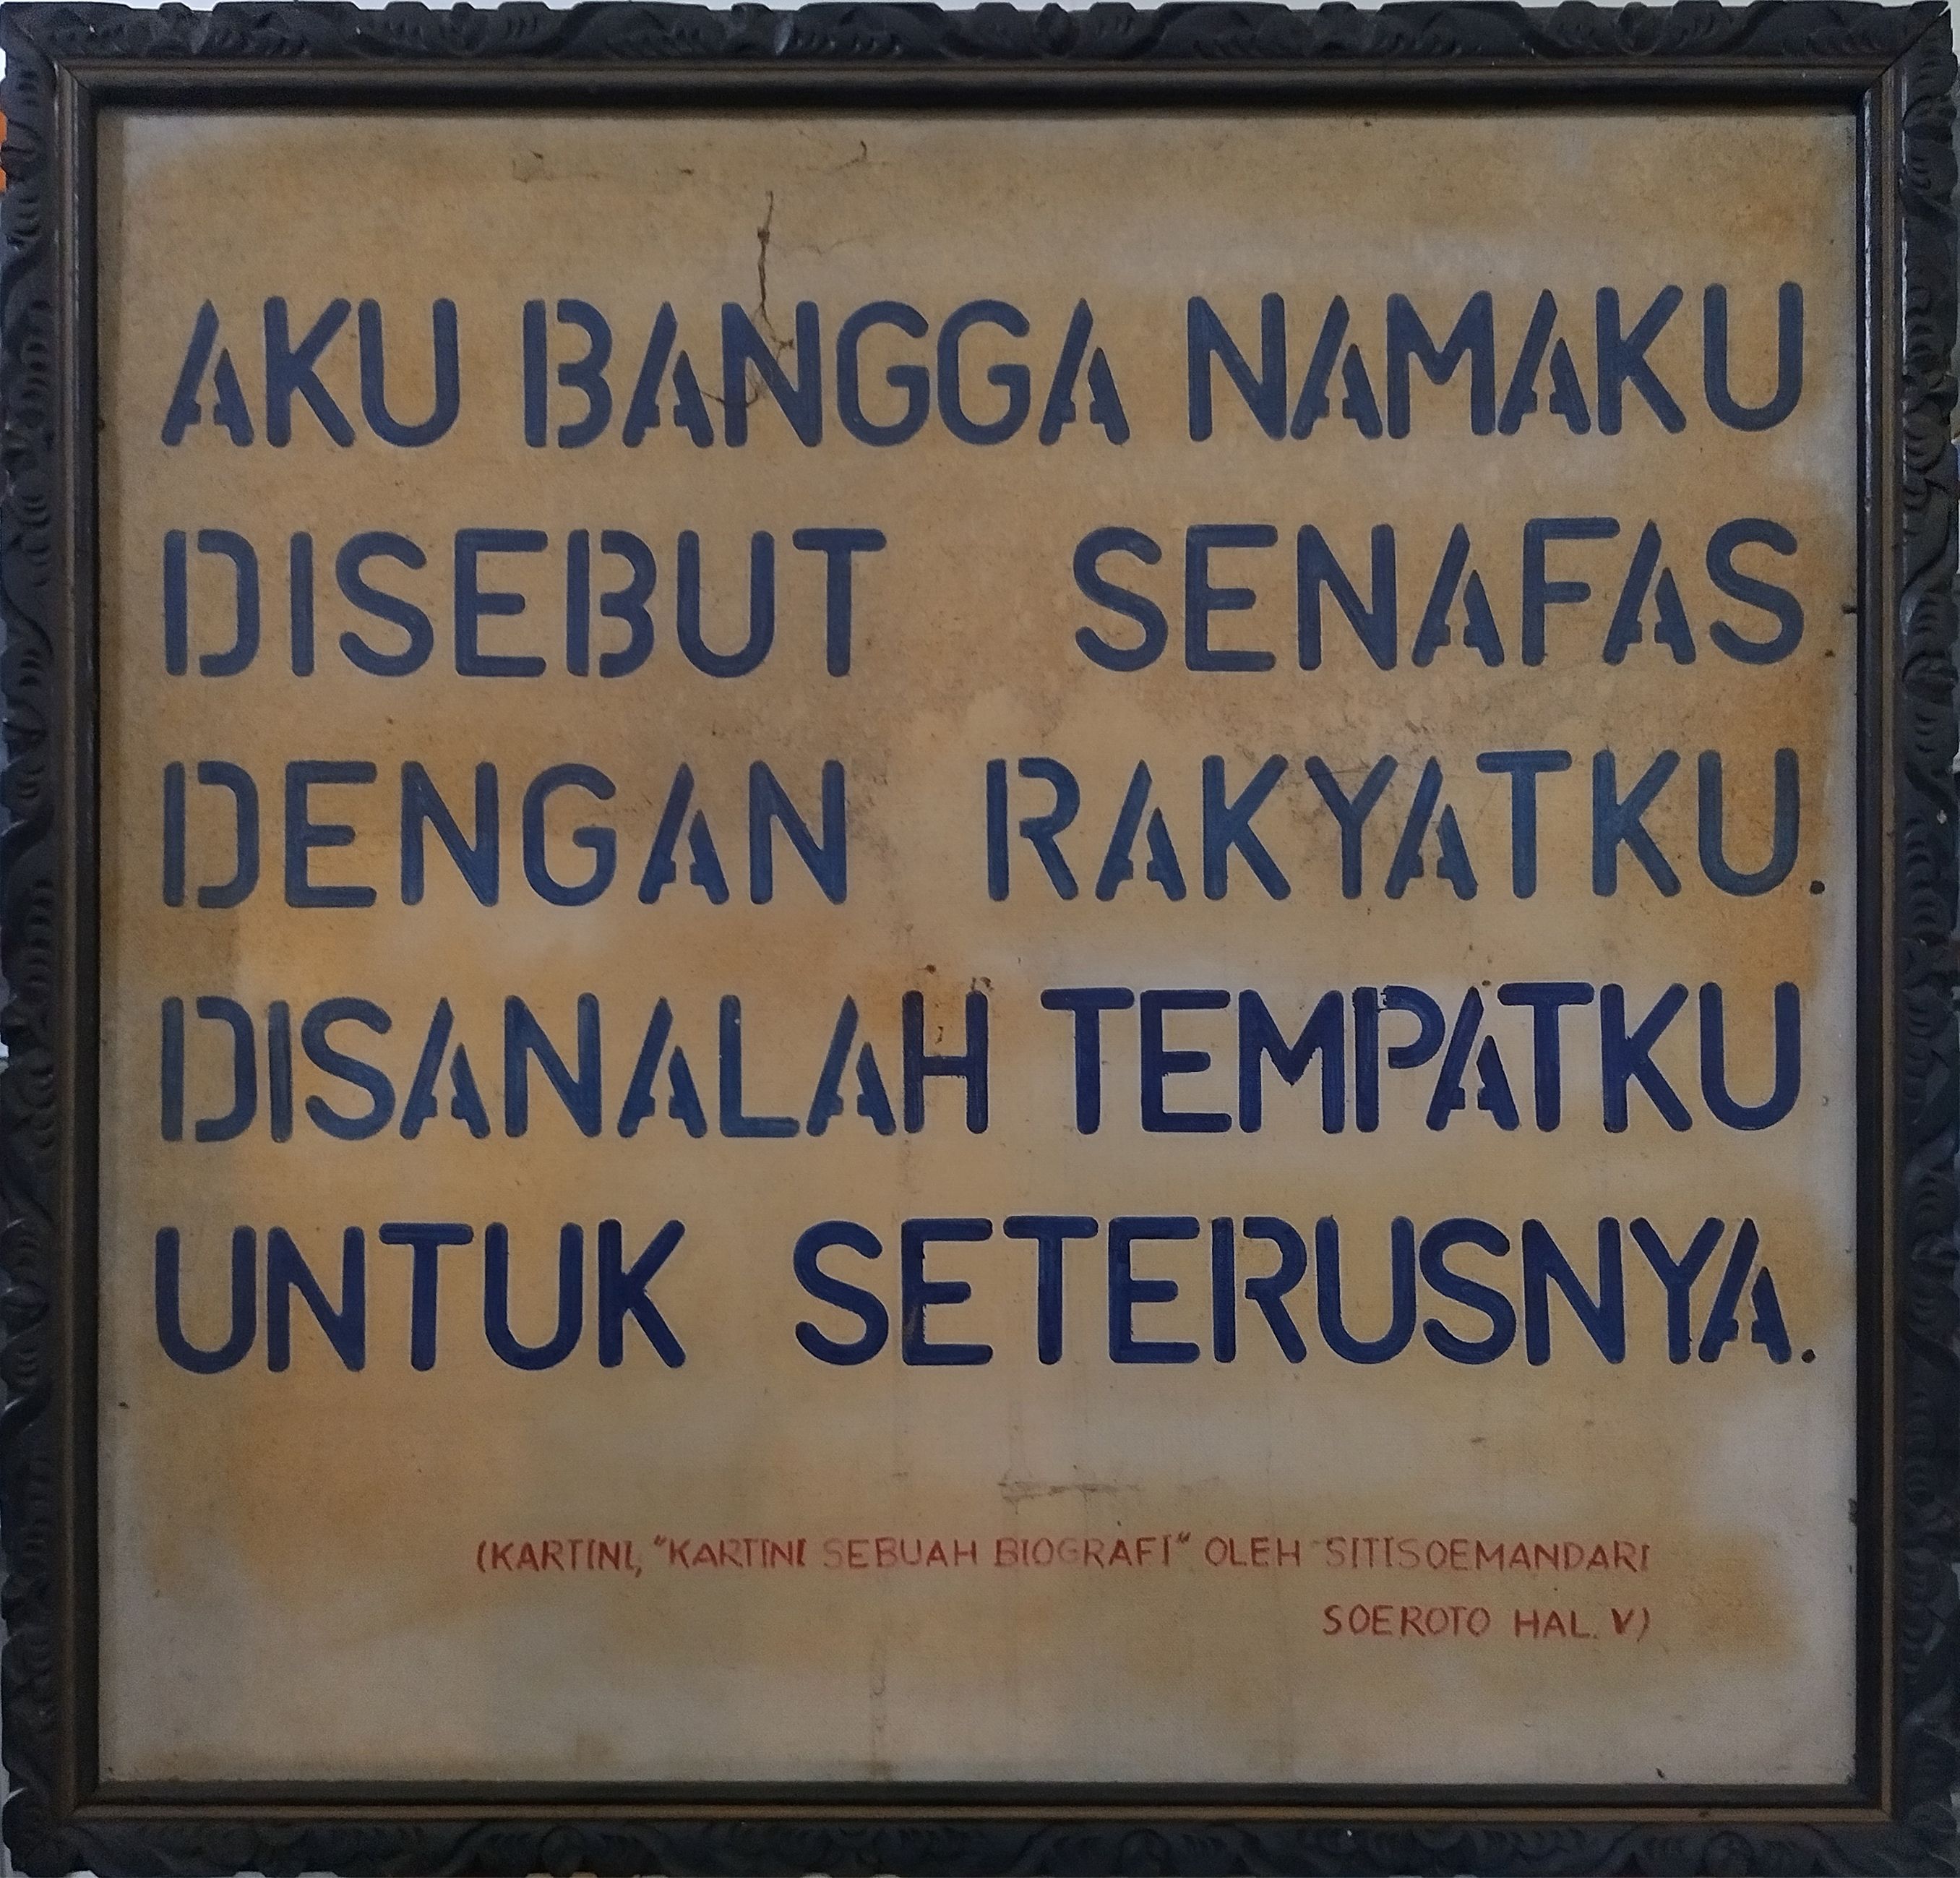 AKU BANGGA NAMAKU
DISEBUT SENAFAS
DENGAN RAKYATKU.
DISANALAH TEMPATKU
UNTUK SETERUSNYA.
(KARTINI, "KARTINI SEBUAH BIOGRAFI" OLEH SITISOEMANDARI
SOEROTO HAL. V)